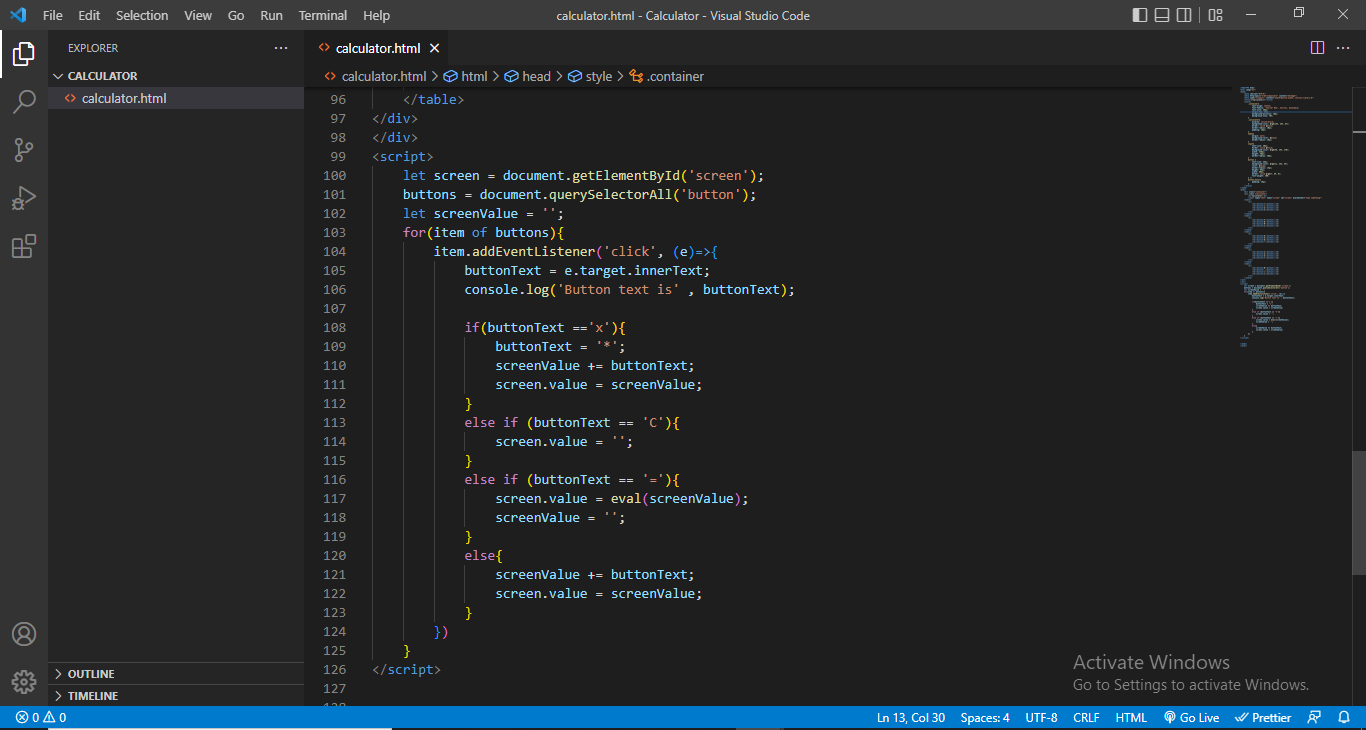 File Edit Selection View Go Run Terminal Help calculator.html - Calculator - Visual Studio Code
EXPLORER
CALCULATOR
calculator.html
OUTLINE
TIMELINE
calculator.html
calculator.html > html > head > style > .container
96 </table>
97 </div>
98 </div>
99 <script>
100 let screen = document.getElementById('screen');
101 buttons = document.querySelectorAll('button');
102 let screenValue = '';
103 for(item of buttons){
104 item.addEventListener('click', (e)=>{
105 buttonText = e.target.innerText;
106 console.log('Button text is' , buttonText);
107
108 if(buttonText =='x'){
109 buttonText = '*';
110 screenValue += buttonText;
111 screen.value = screenValue;
112 }
113 else if (buttonText == 'C'){
114 screen.value = '';
115 }
116 else if (buttonText == '='){
117 screen.value = eval(screenValue);
118 screenValue = '';
119 }
120 else{
121 screenValue += buttonText;
122 screen.value = screenValue;
123 }
124 })
125 }
126 </script>
127
Activate Windows
Go to Settings to activate Windows.
0 0 Ln 13, Col 30 Spaces: 4 UTF-8 CRLF HTML Go Live Prettier